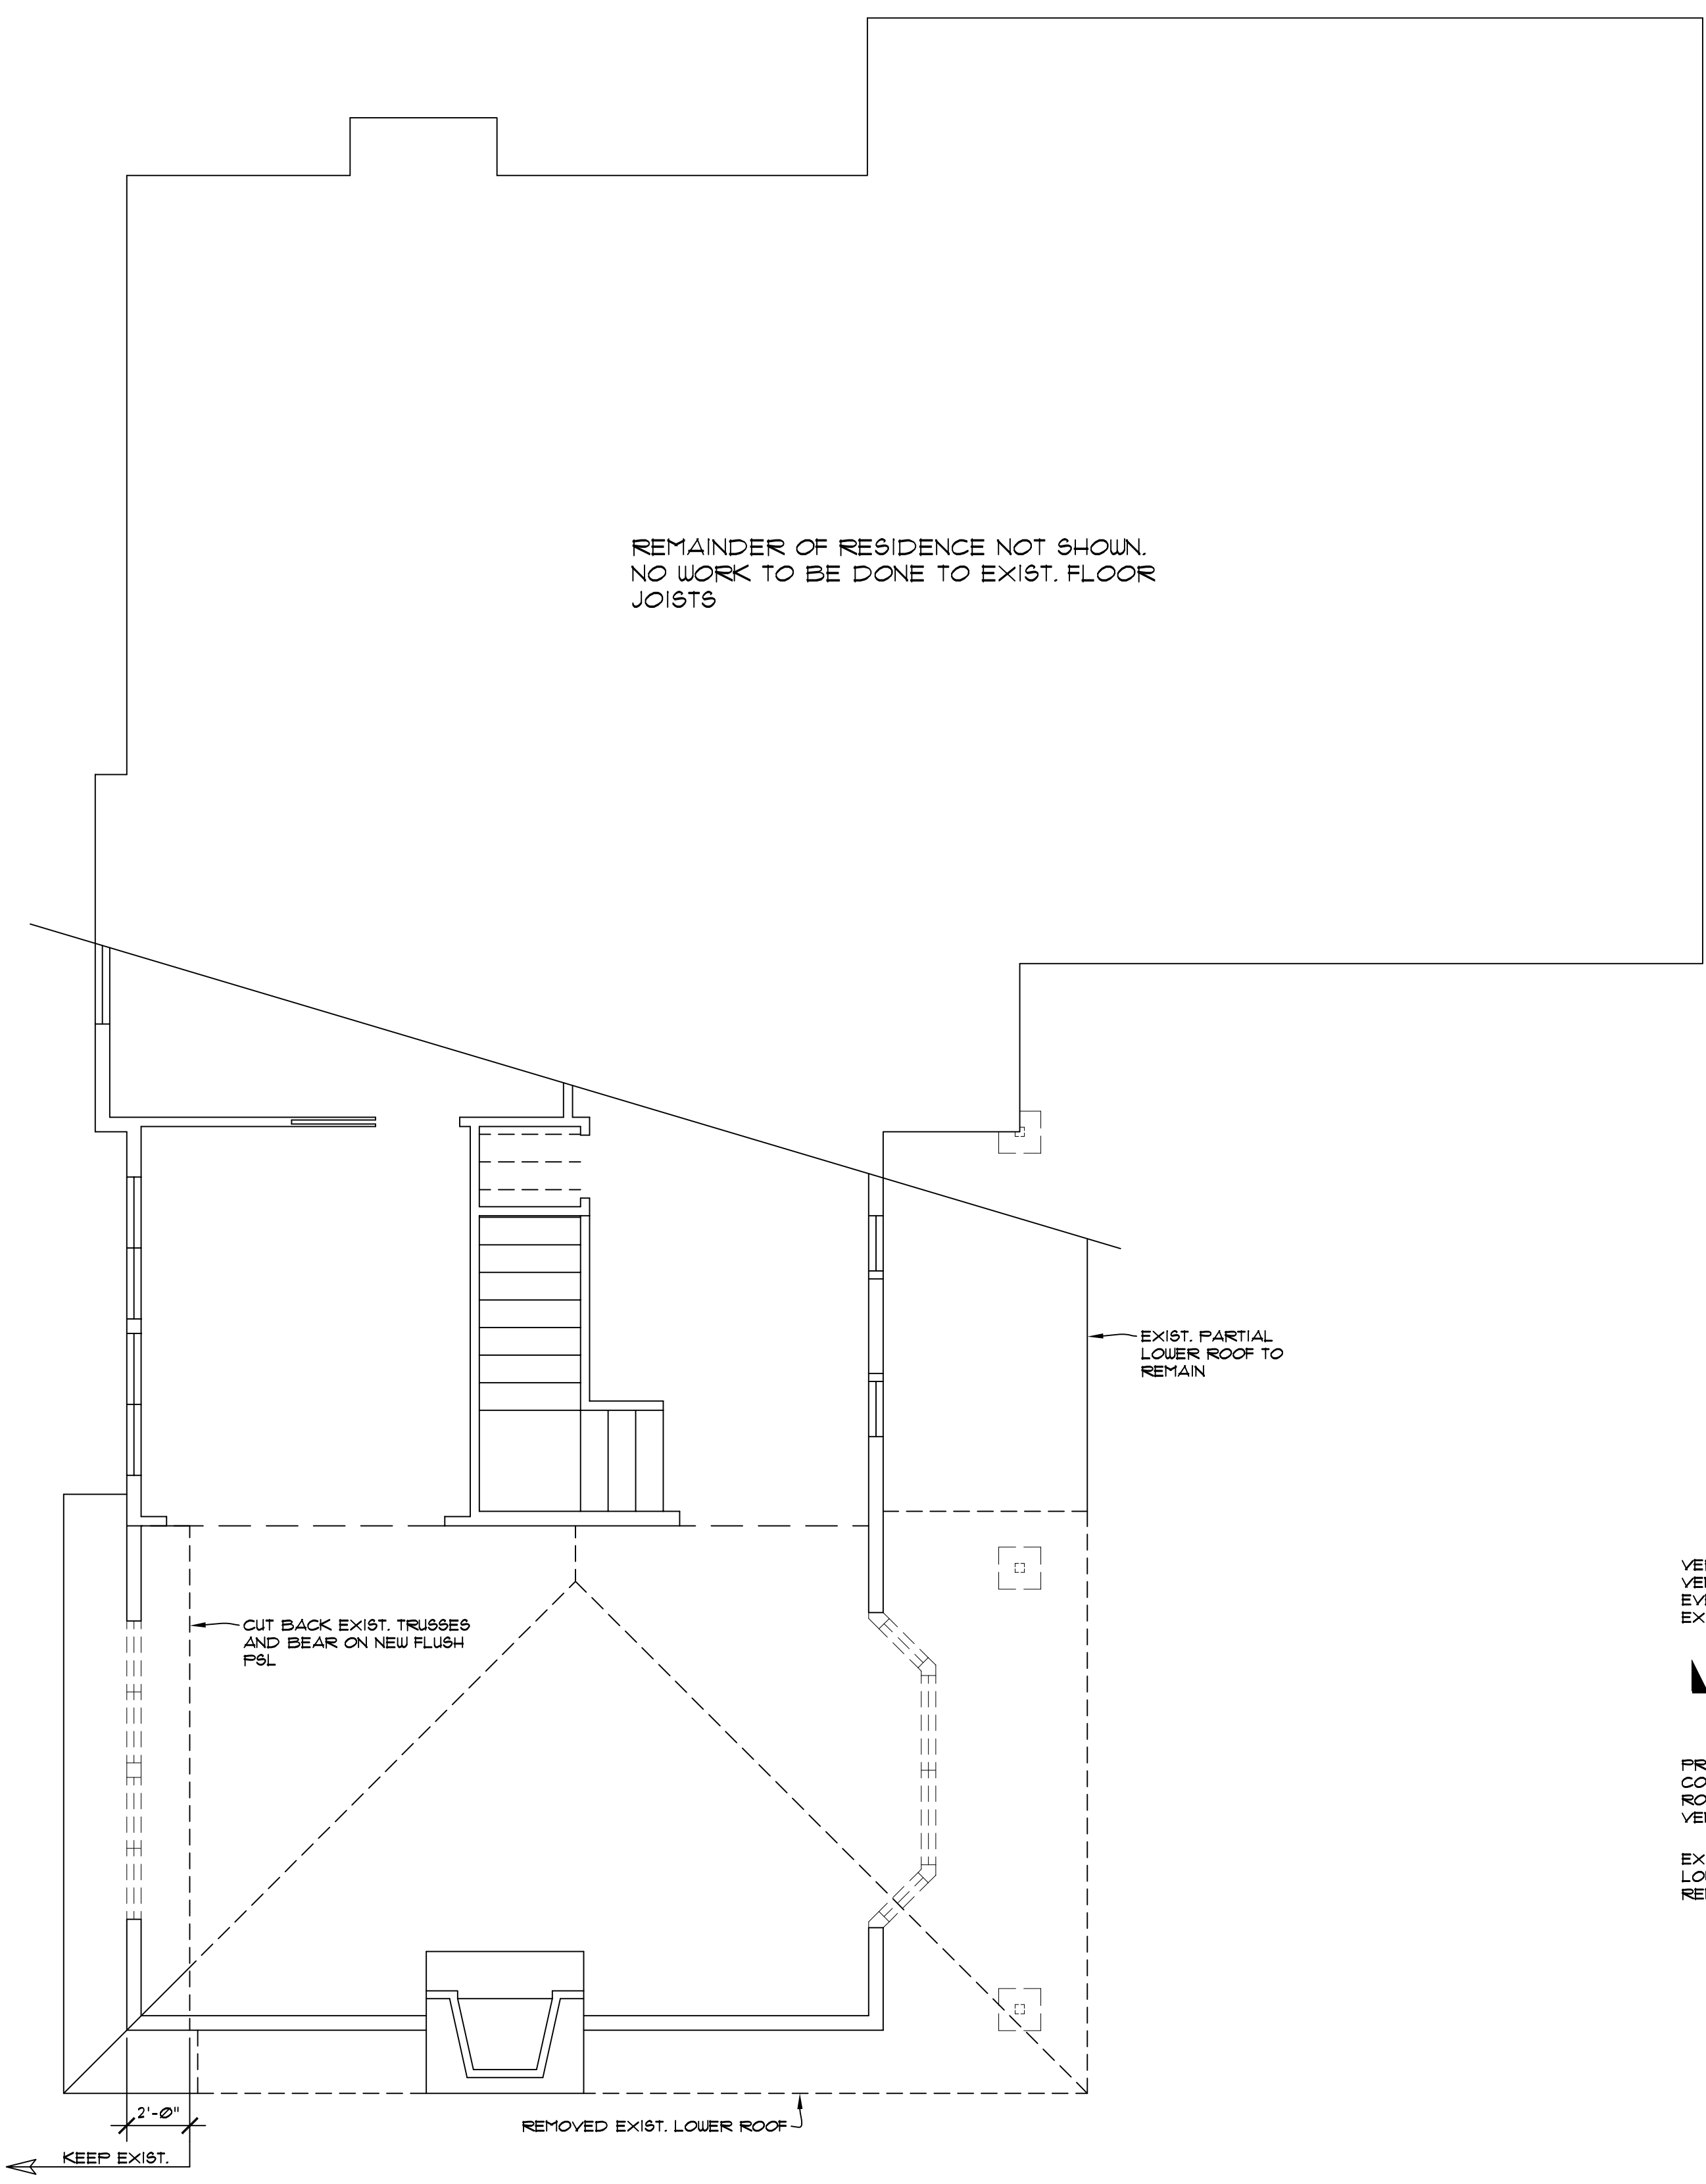 REMAINDER OF RESIDENCE NOT SHOWN.
NO WORK TO BE DONE TO EXIST. FLOOR
JOISTS
EXIST. PARTIAL
LOWER ROOF TO
REMAIN
CUT BACK EXIST. TRUSSES
AND BEAR ON NEW FLUSH
PSL
2'-0"
KEEP EXIST.
REMOVED EXIST. LOWER ROOF